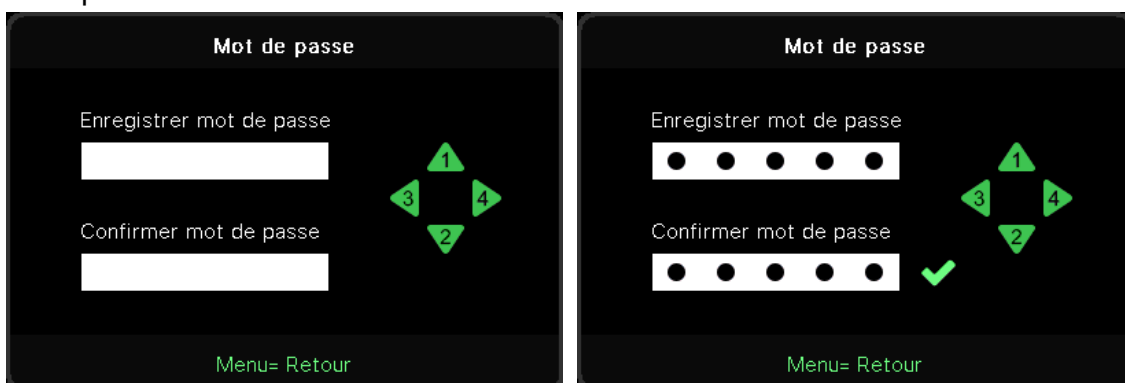 Mot de passe
Enregistrer mot de passe
1
3
4
Confirmer mot de passe
2
Menu= Retour
Mot de passe
Enregistrer mot de passe
1
3
4
Confirmer mot de passe
2
Menu= Retour